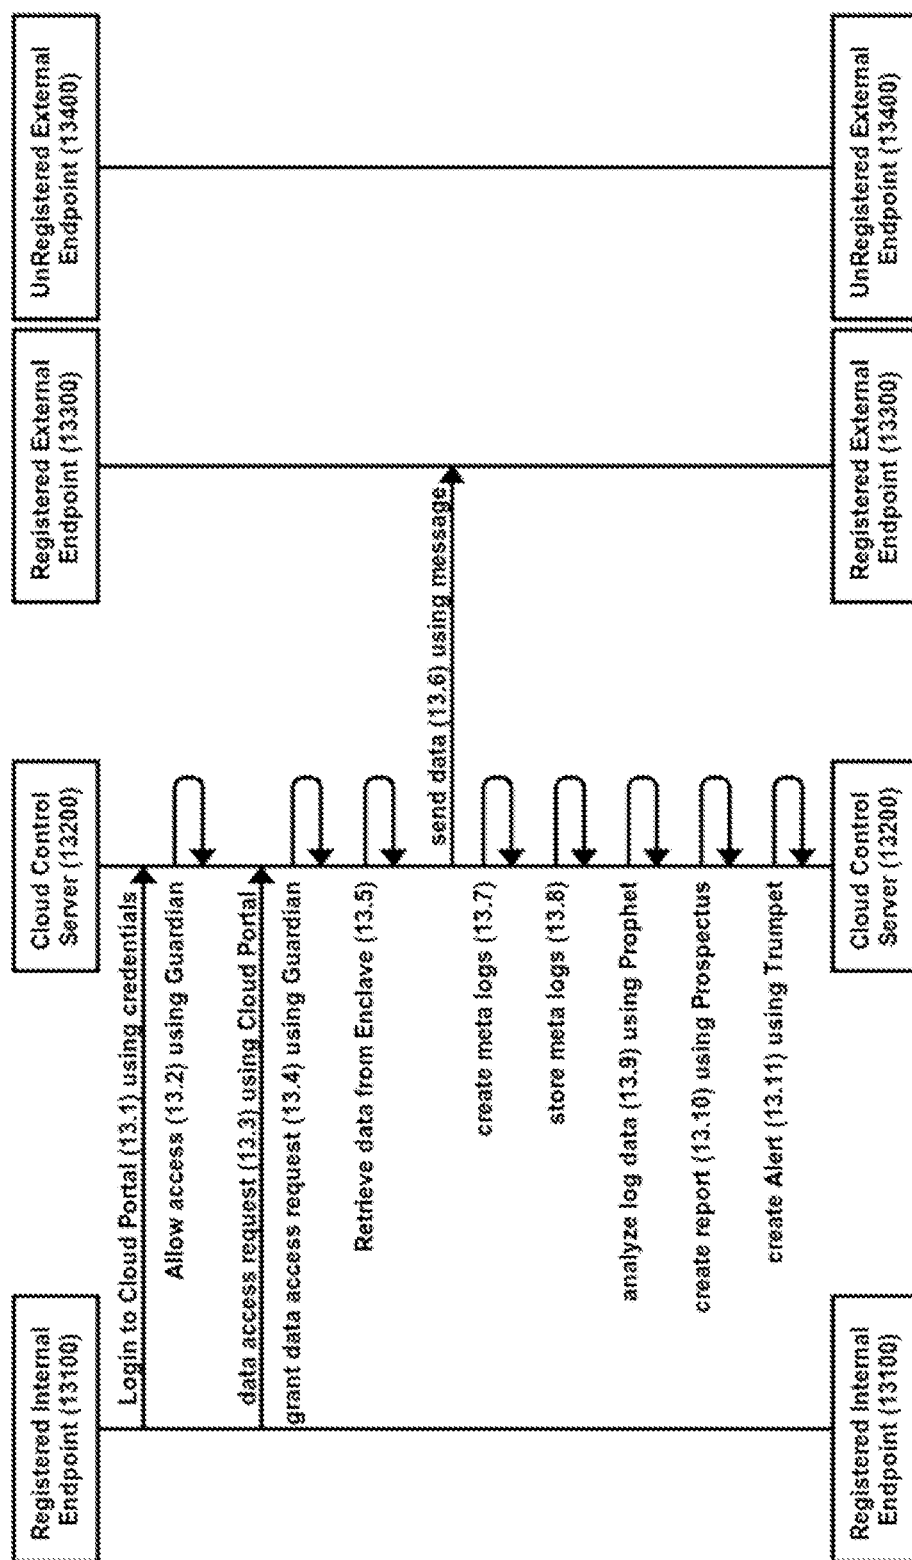 Registered Internal
Endpoint (13100)
Cloud Control
Server (13200)
Registered External
Endpoint (13300)
UnRegistered External
Endpoint (13400)
Login to Cloud Portal (13.1) using credentials
Allow access (13.2) using Guardian
data access request (13.3) using Cloud Portal
grant data access request (13.4) using Guardian
Retrieve data from Enclave (13.5)
send data (13.6) using message
create meta logs (13.7)
store meta logs (13.8)
analyze log data (13.9) using Prophet
create report (13.10) using Prospectus
create Alert (13.11) using Trumpet
Registered Internal
Endpoint (13100)
Cloud Control
Server (13200)
Registered External
Endpoint (13300)
UnRegistered External
Endpoint (13400)